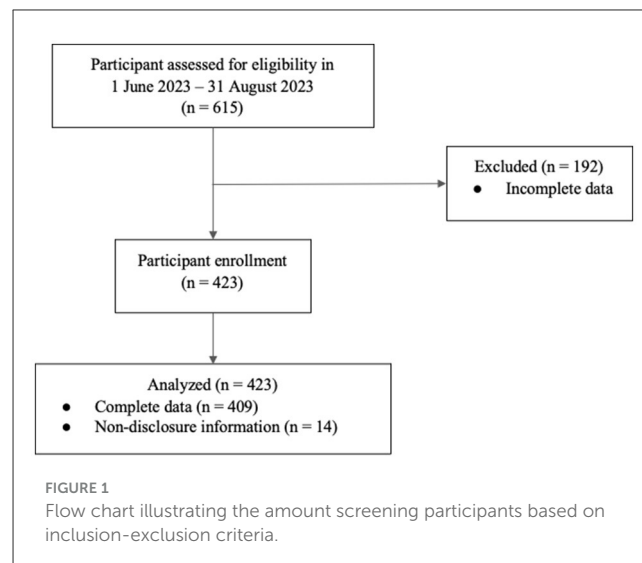 Participant assessed for eligibility in
1 June 2023 – 31 August 2023
(n = 615)
Excluded (n = 192)
● Incomplete data
Participant enrollment
(n = 423)
Analyzed (n = 423)
● Complete data (n = 409)
● Non-disclosure information (n = 14)
FIGURE 1
Flow chart illustrating the amount screening participants based on
inclusion-exclusion criteria.